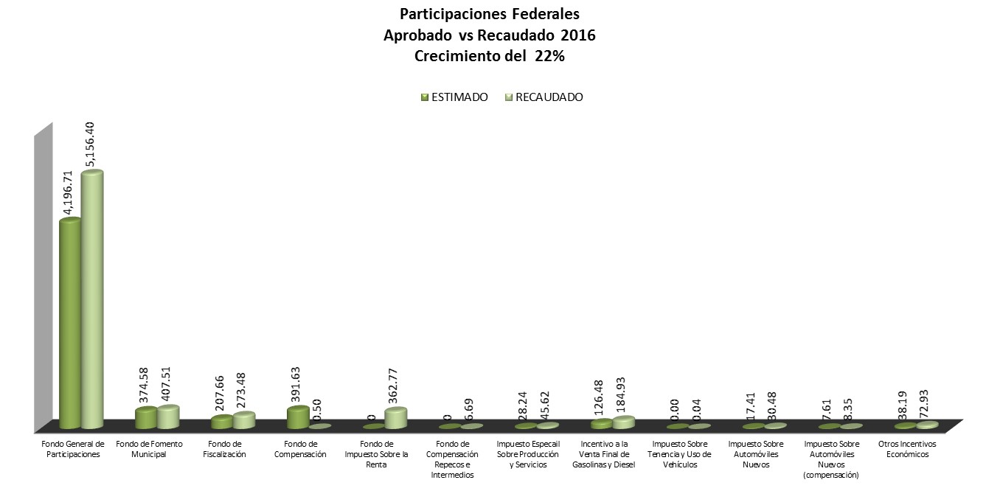 Participaciones Federales
Aprobado vs Recaudado 2016
Crecimiento del 22%
ESTIMADO
RECAUDADO
4,196.71
5,156.40
374.58
407.51
207.66
273.48
391.63
0.50
0
362.77
0
6.69
28.24
45.62
126.48
184.93
0.00
0.04
17.41
30.48
7.61
8.35
38.19
72.93
Fondo General de
Participaciones
Fondo de Fomento
Municipal
Fondo de
Fiscalización
Fondo de
Compensación
Fondo de
Impuesto Sobre la
Renta
Fondo de
Compensación
Repecos e
Intermedios
Impuesto Especail
Sobre Producción
y Servicios
Incentivo a la
Venta Final de
Gasolinas y Diesel
Impuesto Sobre
Tenencia y Uso de
Vehículos
Impuesto Sobre
Automóviles
Nuevos
Impuesto Sobre
Automóviles
Nuevos
(compensación)
Otros Incentivos
Económicos